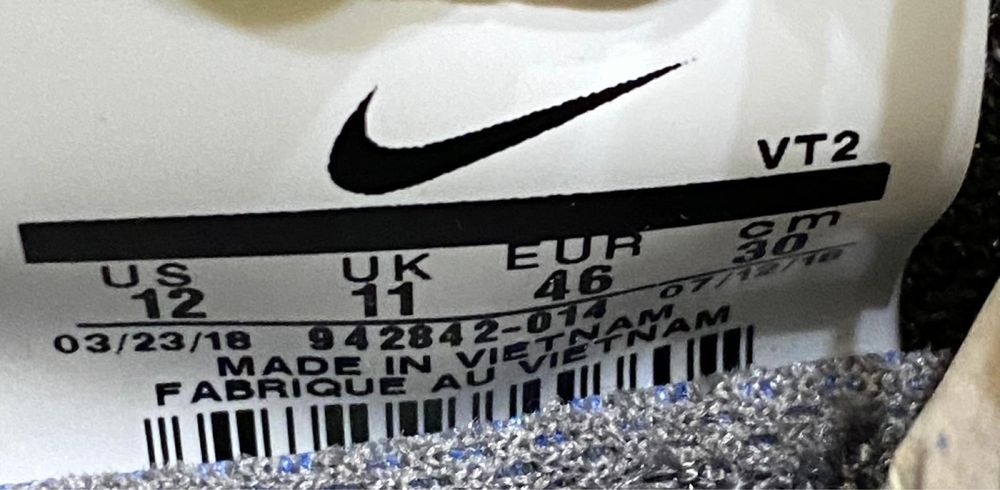 VT2
US UK EUR cm
12 11 46 30
03/23/18 942842-014 07/12/18
MADE IN VIETNAM
FABRIQUE AU VIETNAM